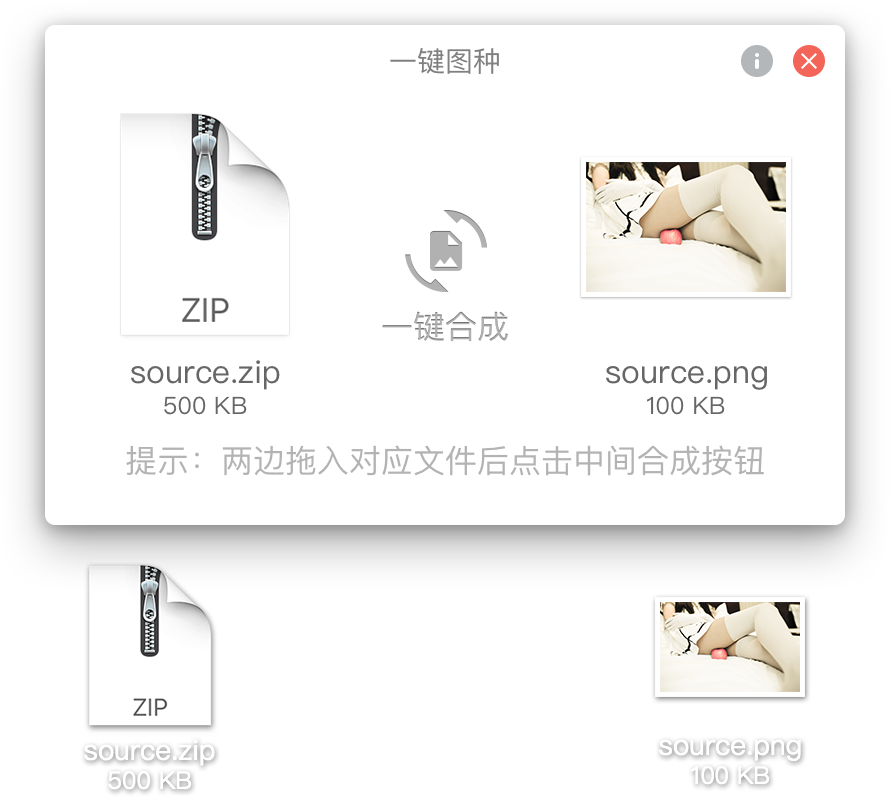 一键图种
ZIP
一键合成
source.zip
500 KB
source.png
100 KB
提示：两边拖入对应文件后点击中间合成按钮
ZIP
source.zip
500 KB
source.png
100 KB